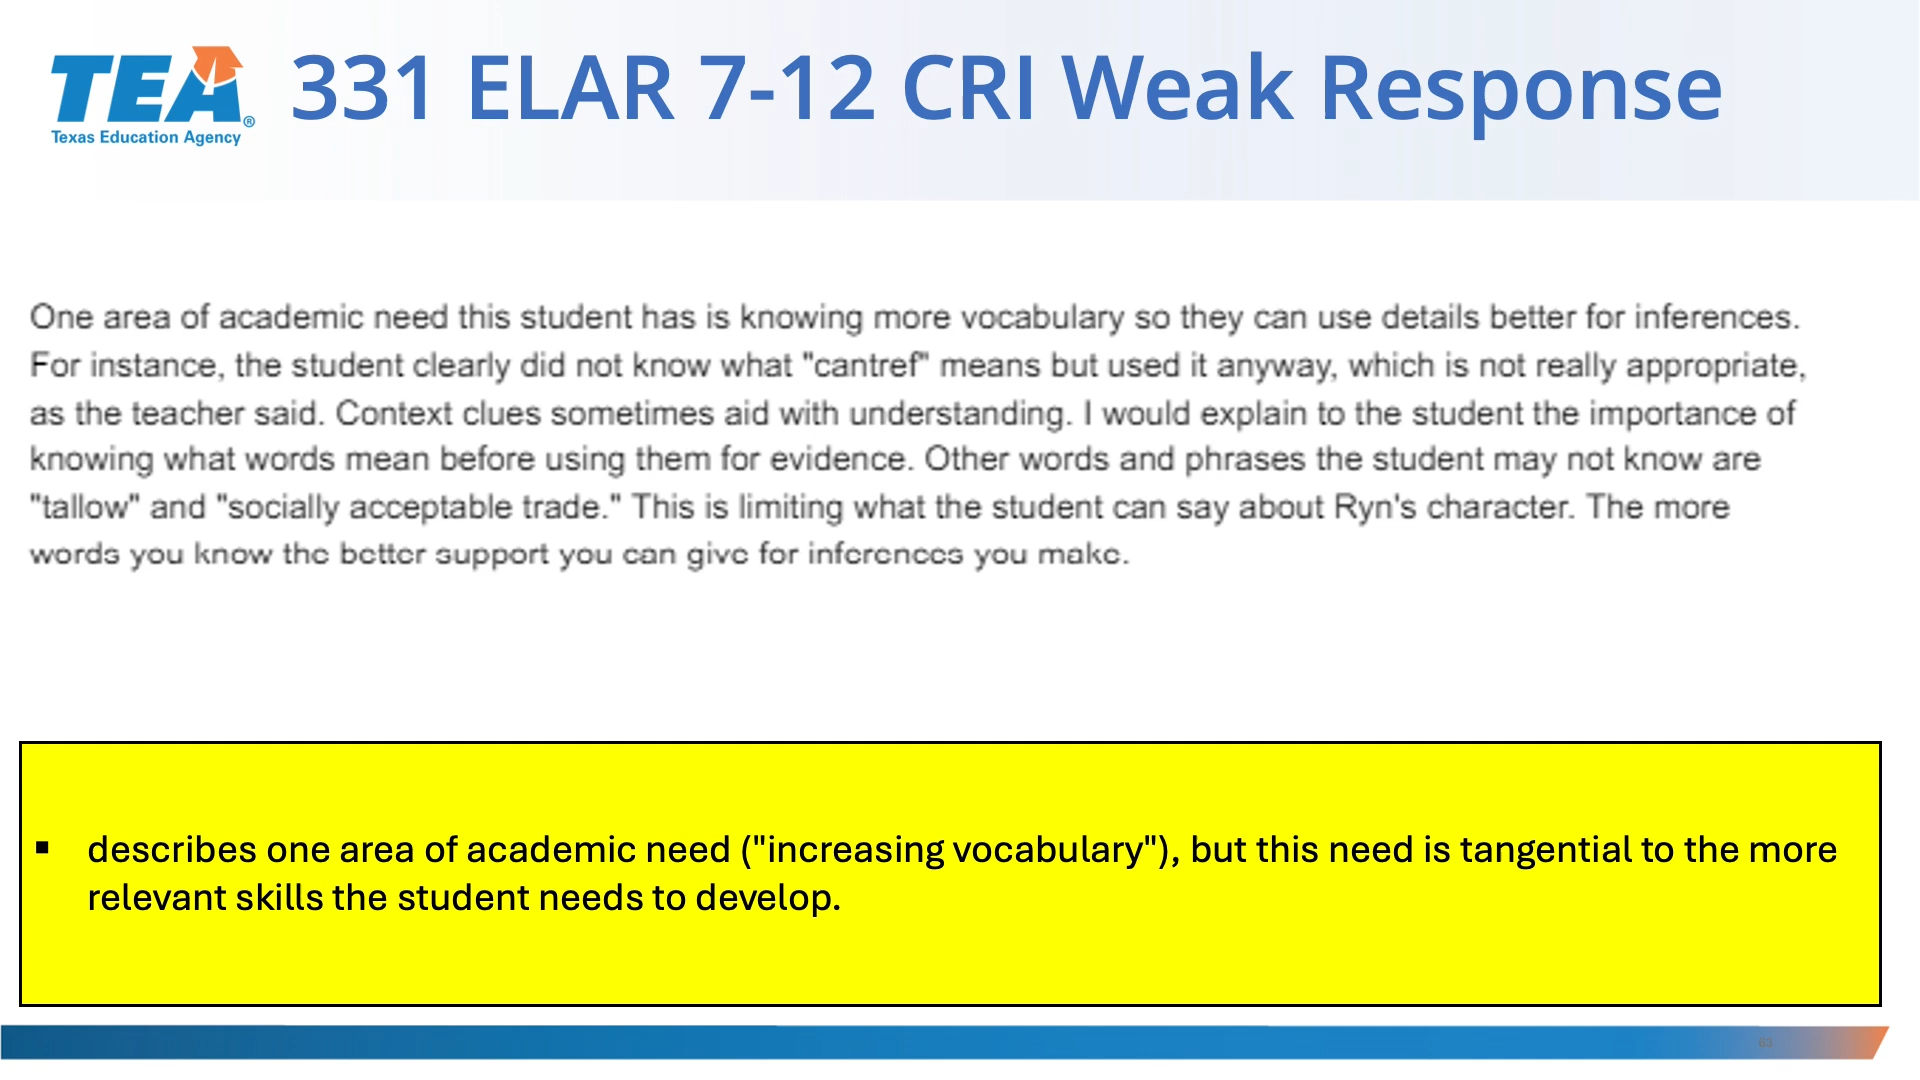 TEA®
Texas Education Agency
331 ELAR 7-12 CRI Weak Response
One area of academic need this student has is knowing more vocabulary so they can use details better for inferences.
For instance, the student clearly did not know what "cantref" means but used it anyway, which is not really appropriate,
as the teacher said. Context clues sometimes aid with understanding. I would explain to the student the importance of
knowing what words mean before using them for evidence. Other words and phrases the student may not know are
"tallow" and "socially acceptable trade." This is limiting what the student can say about Ryn's character. The more
words you know the better support you can give for inferences you make.
▪ describes one area of academic need ("increasing vocabulary"), but this need is tangential to the more
relevant skills the student needs to develop.
63